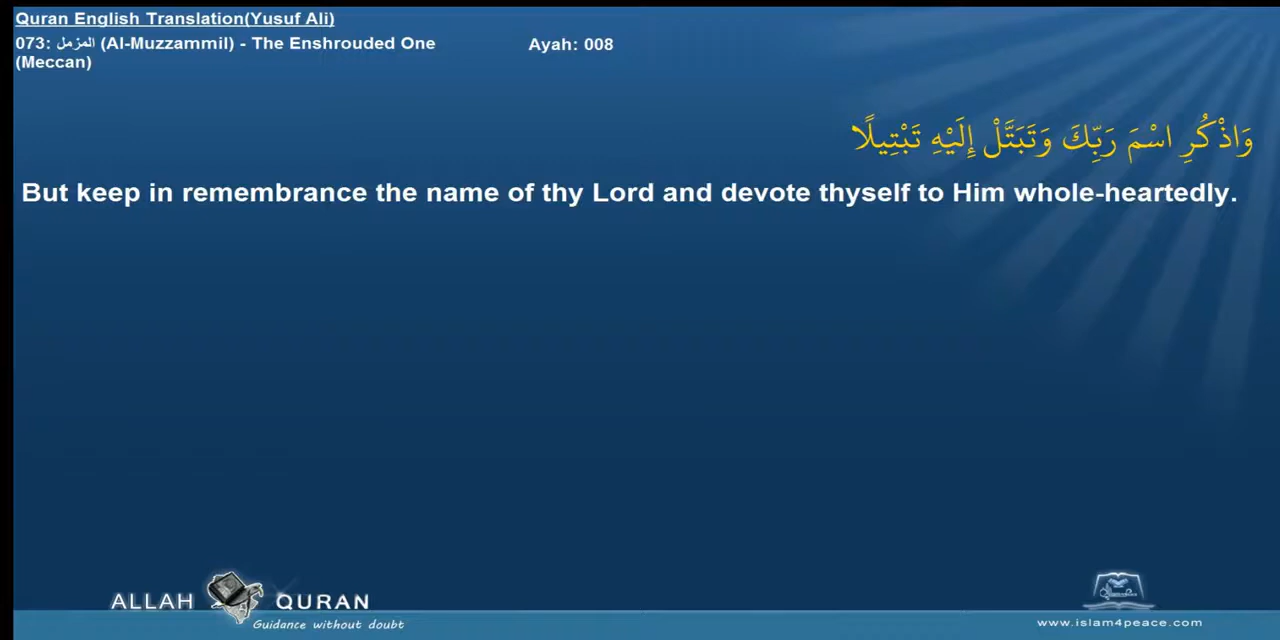 Quran English Translation(Yusuf Ali)
073: المزمل (Al-Muzzammil) - The Enshrouded One
(Meccan)
Ayah: 008
وَاذْكُرِ اسْمَ رَبِّكَ وَتَبَتَّلْ إِلَيْهِ تَبْتِيلًا
But keep in remembrance the name of thy Lord and devote thyself to Him whole-heartedly.
ALLAH QURAN
Guidance without doubt
www.islam4peace.com